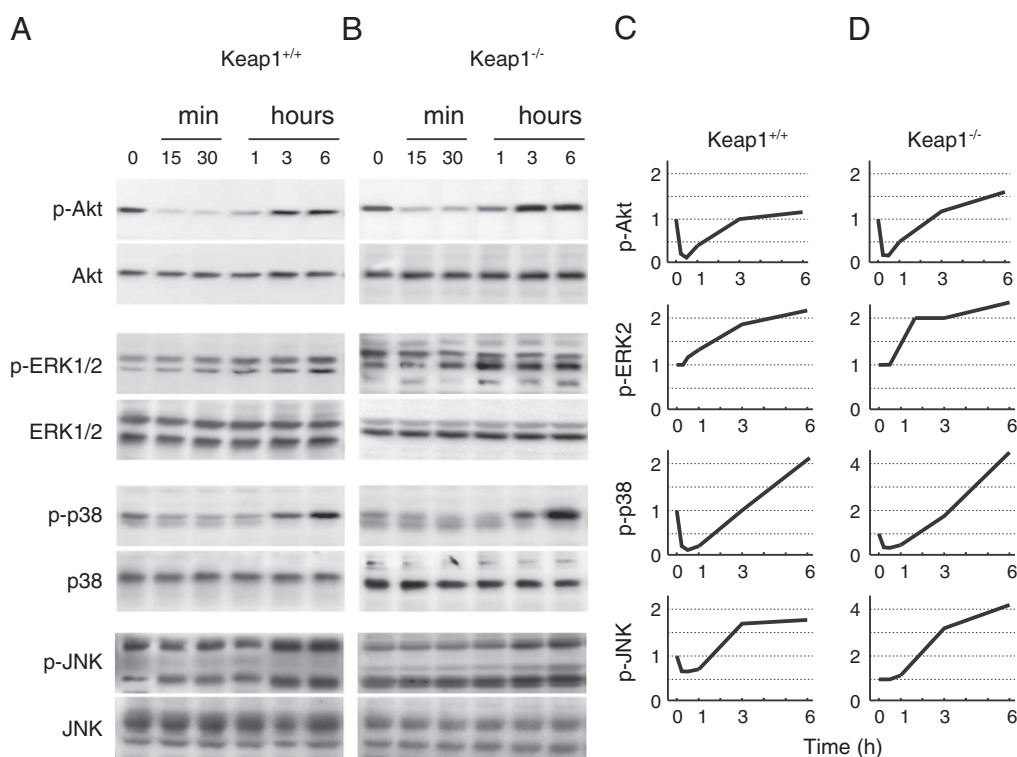 A B C D
Keap1+/+ Keap1-/-
min hours min hours
0 15 30 1 3 6 0 15 30 1 3 6
Keap1+/+ Keap1-/-
p-Akt
Akt
p-ERK1/2
ERK1/2
p-p38
p38
p-JNK
JNK
p-Akt
2 2
1 1
0 0
0 1 3 6 0 1 3 6
p-ERK2
2 2
1 1
0 0
0 1 3 6 0 1 3 6
p-p38
2 4
1 2
0 0
0 1 3 6 0 1 3 6
p-JNK
2 4
1 2
0 0
0 1 3 6 0 1 3 6
Time (h)